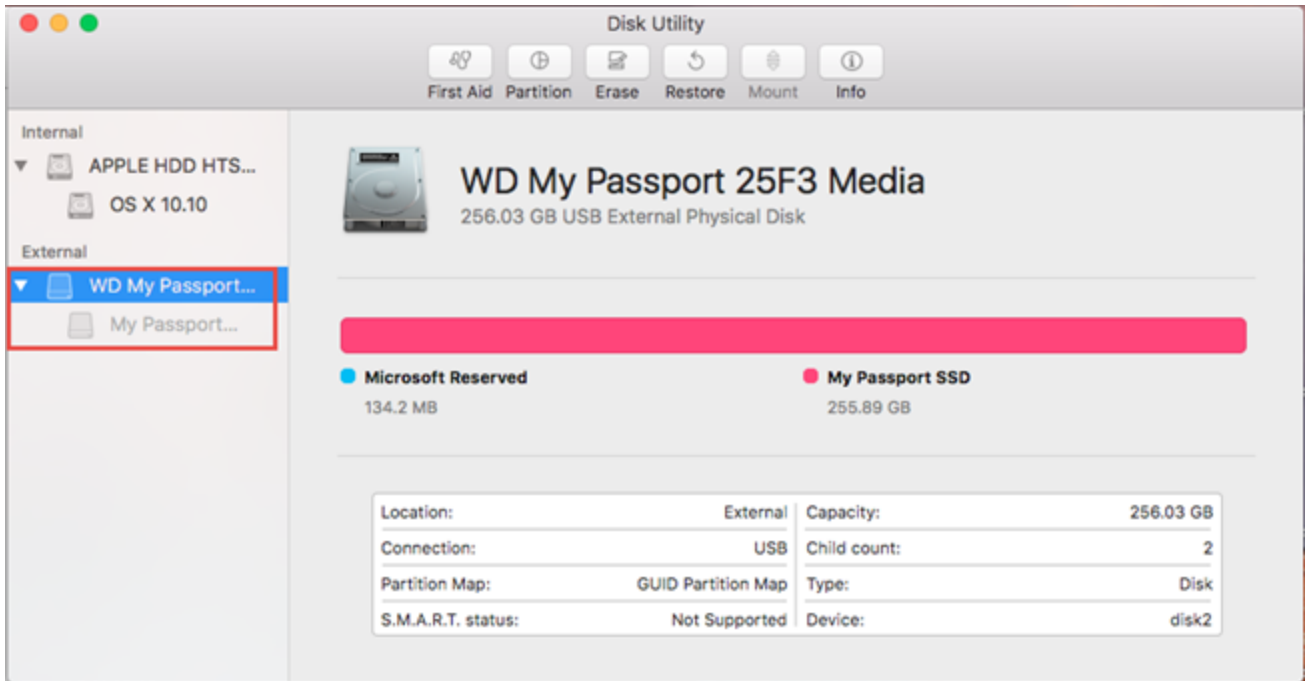 Disk Utility
First Aid Partition Erase Restore Mount Info
Internal
APPLE HDD HTS...
OS X 10.10
External
WD My Passport...
My Passport...
WD My Passport 25F3 Media
256.03 GB USB External Physical Disk
Microsoft Reserved
134.2 MB
My Passport SSD
255.89 GB
Location: External
Capacity: 256.03 GB
Connection: USB
Child count: 2
Partition Map: GUID Partition Map
Type: Disk
S.M.A.R.T. status: Not Supported
Device: disk2